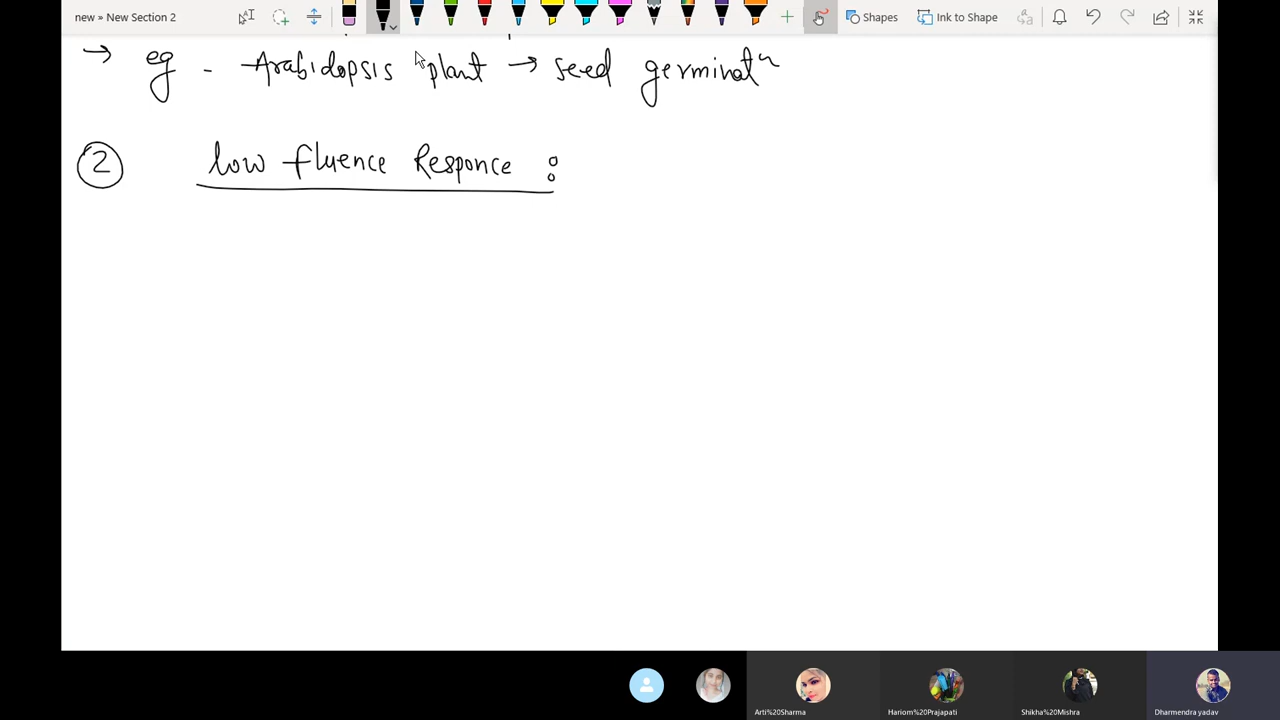 new » New Section 2
Shapes
Ink to Shape
→ eg - Arabidopsis plant → seed germinatⁿ
2 low fluence Responce :
Arti%20Sharma
Hariom%20Prajapati
Shikha%20Mishra
Dharmendra yadav